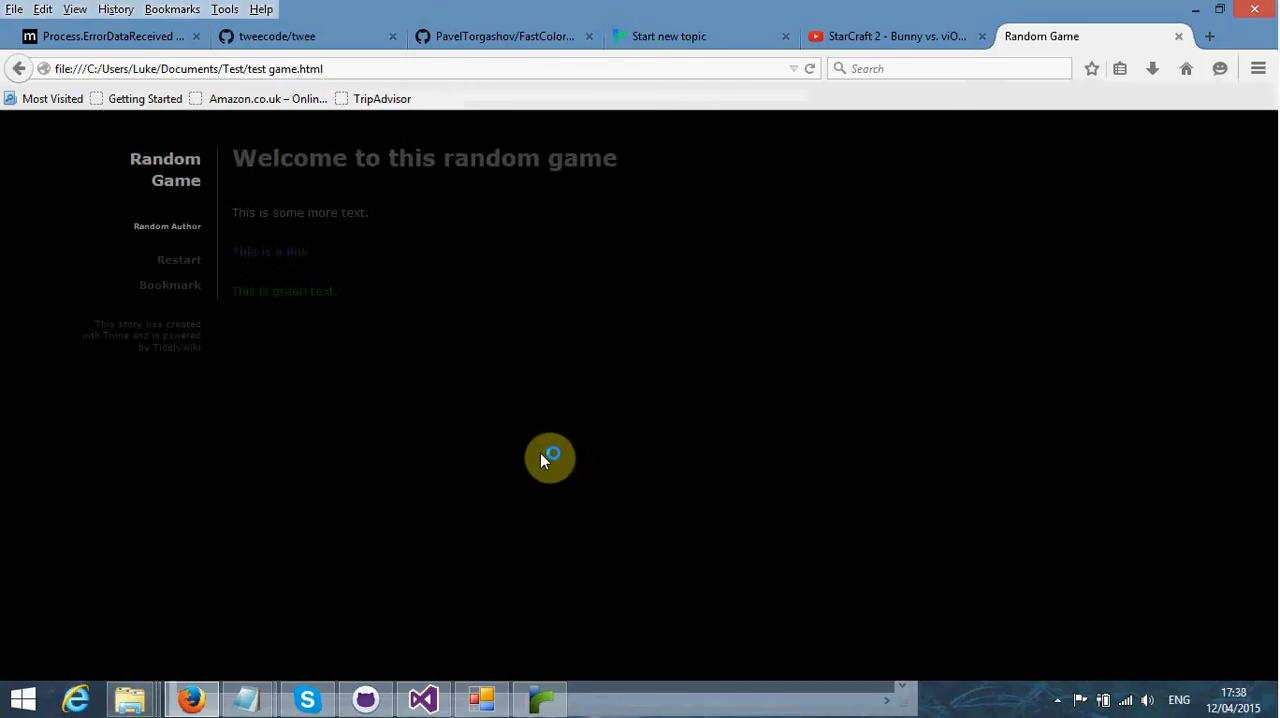 File Edit View History Bookmarks Tools Help
Process.ErrorDataReceived ...
tweecode/twee
PavelTorgashov/FastColor...
Start new topic
StarCraft 2 - Bunny vs. viO...
Random Game
file:///C:/Users/Luke/Documents/Test/test game.html
Search
Most Visited
Getting Started
Amazon.co.uk – Onlin...
TripAdvisor
Random
Game
Random Author
Restart
Bookmark
This story was created
with Twine and is powered
by TiddlyWiki
Welcome to this random game
This is some more text.
This is a link
This is green text.
ENG
17:38
12/04/2015